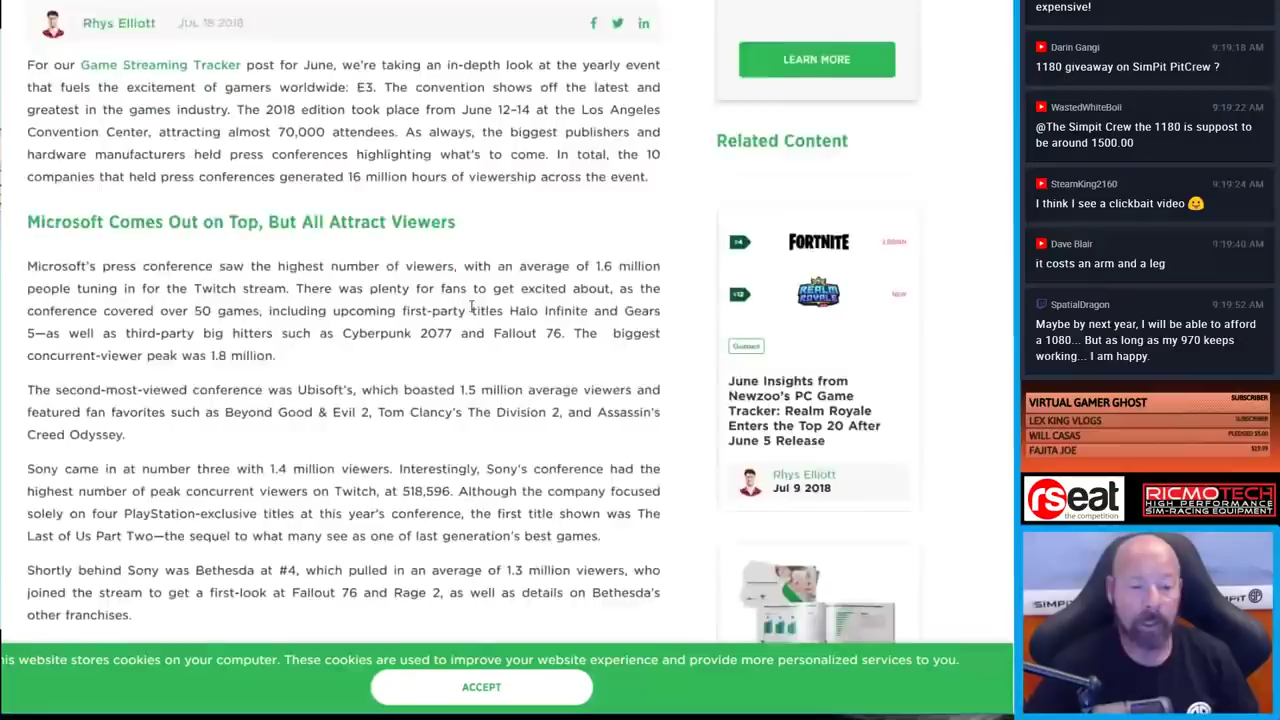 Rhys Elliott JUL 18 2018
For our Game Streaming Tracker post for June, we're taking an in-depth look at the yearly event
that fuels the excitement of gamers worldwide: E3. The convention shows off the latest and
greatest in the games industry. The 2018 edition took place from June 12–14 at the Los Angeles
Convention Center, attracting almost 70,000 attendees. As always, the biggest publishers and
hardware manufacturers held press conferences highlighting what's to come. In total, the 10
companies that held press conferences generated 16 million hours of viewership across the event.
Microsoft Comes Out on Top, But All Attract Viewers
Microsoft's press conference saw the highest number of viewers, with an average of 1.6 million
people tuning in for the Twitch stream. There was plenty for fans to get excited about, as the
conference covered over 50 games, including upcoming first-party titles Halo Infinite and Gears
5—as well as third-party big hitters such as Cyberpunk 2077 and Fallout 76. The biggest
concurrent-viewer peak was 1.8 million.
The second-most-viewed conference was Ubisoft's, which boasted 1.5 million average viewers and
featured fan favorites such as Beyond Good & Evil 2, Tom Clancy's The Division 2, and Assassin's
Creed Odyssey.
Sony came in at number three with 1.4 million viewers. Interestingly, Sony's conference had the
highest number of peak concurrent viewers on Twitch, at 518,596. Although the company focused
solely on four PlayStation-exclusive titles at this year's conference, the first title shown was The
Last of Us Part Two—the sequel to what many see as one of last generation's best games.
Shortly behind Sony was Bethesda at #4, which pulled in an average of 1.3 million viewers, who
joined the stream to get a first-look at Fallout 76 and Rage 2, as well as details on Bethesda's
other franchises.
LEARN MORE
Related Content
#4 FORTNITE
#12 REALM ROYALE NEW
June Insights from
Newzoo's PC Game
Tracker: Realm Royale
Enters the Top 20 After
June 5 Release
Rhys Elliott
Jul 9 2018
his website stores cookies on your computer. These cookies are used to improve your website experience and provide more personalized services to you.
ACCEPT
expensive!
Darin Gangi 9:19:18 AM
1180 giveaway on SimPit PitCrew ?
WastedWhiteBoii 9:19:22 AM
@The Simpit Crew the 1180 is suppost to
be around 1500.00
SteamKing2160 9:19:24 AM
I think I see a clickbait video
Dave Blair 9:19:40 AM
it costs an arm and a leg
SpatialDragon 9:19:52 AM
Maybe by next year, I will be able to afford
a 1080... But as long as my 970 keeps
working... I am happy.
VIRTUAL GAMER GHOST SUBSCRIBER
LEX KING VLOGS SUBSCRIBER
WILL CASAS PLEDGED $5.00
FAJITA JOE
rseat
the competition
RICMOTECH
HIGH PERFORMANCE
SIM-RACING EQUIPMENT
SIMPIT